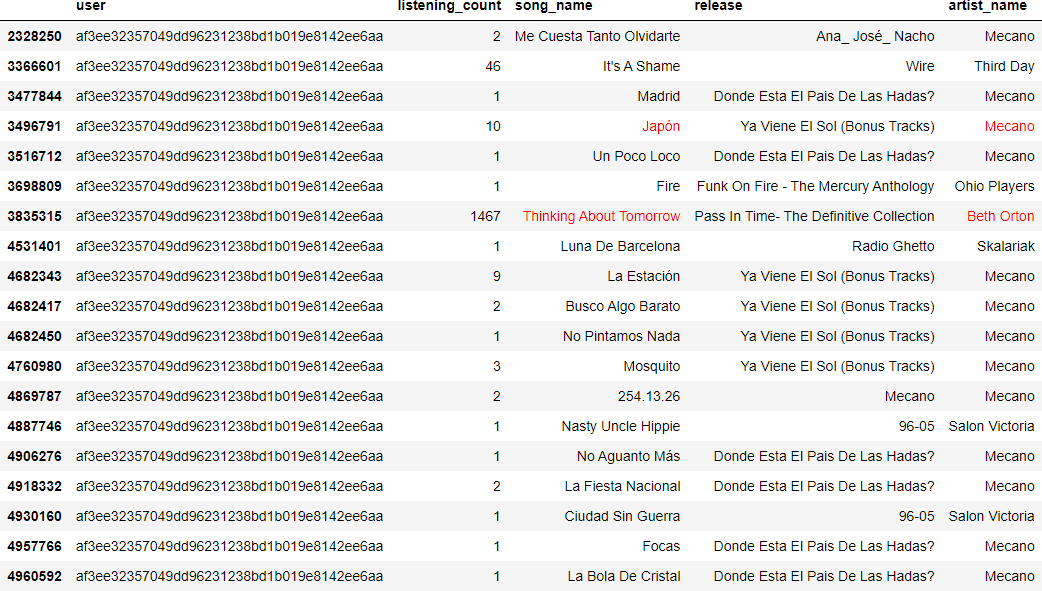 user listening_count song_name release artist_name
2328250 af3ee32357049dd96231238bd1b019e8142ee6aa 2 Me Cuesta Tanto Olvidarte Ana_ José_ Nacho Mecano
3366601 af3ee32357049dd96231238bd1b019e8142ee6aa 46 It's A Shame Wire Third Day
3477844 af3ee32357049dd96231238bd1b019e8142ee6aa 1 Madrid Donde Esta El Pais De Las Hadas? Mecano
3496791 af3ee32357049dd96231238bd1b019e8142ee6aa 10 Japón Ya Viene El Sol (Bonus Tracks) Mecano
3516712 af3ee32357049dd96231238bd1b019e8142ee6aa 1 Un Poco Loco Donde Esta El Pais De Las Hadas? Mecano
3698809 af3ee32357049dd96231238bd1b019e8142ee6aa 1 Fire Funk On Fire - The Mercury Anthology Ohio Players
3835315 af3ee32357049dd96231238bd1b019e8142ee6aa 1467 Thinking About Tomorrow Pass In Time- The Definitive Collection Beth Orton
4531401 af3ee32357049dd96231238bd1b019e8142ee6aa 1 Luna De Barcelona Radio Ghetto Skalariak
4682343 af3ee32357049dd96231238bd1b019e8142ee6aa 9 La Estación Ya Viene El Sol (Bonus Tracks) Mecano
4682417 af3ee32357049dd96231238bd1b019e8142ee6aa 2 Busco Algo Barato Ya Viene El Sol (Bonus Tracks) Mecano
4682450 af3ee32357049dd96231238bd1b019e8142ee6aa 1 No Pintamos Nada Ya Viene El Sol (Bonus Tracks) Mecano
4760980 af3ee32357049dd96231238bd1b019e8142ee6aa 3 Mosquito Ya Viene El Sol (Bonus Tracks) Mecano
4869787 af3ee32357049dd96231238bd1b019e8142ee6aa 2 254.13.26 Mecano Mecano
4887746 af3ee32357049dd96231238bd1b019e8142ee6aa 1 Nasty Uncle Hippie 96-05 Salon Victoria
4906276 af3ee32357049dd96231238bd1b019e8142ee6aa 1 No Aguanto Más Donde Esta El Pais De Las Hadas? Mecano
4918332 af3ee32357049dd96231238bd1b019e8142ee6aa 2 La Fiesta Nacional Donde Esta El Pais De Las Hadas? Mecano
4930160 af3ee32357049dd96231238bd1b019e8142ee6aa 1 Ciudad Sin Guerra 96-05 Salon Victoria
4957766 af3ee32357049dd96231238bd1b019e8142ee6aa 1 Focas Donde Esta El Pais De Las Hadas? Mecano
4960592 af3ee32357049dd96231238bd1b019e8142ee6aa 1 La Bola De Cristal Donde Esta El Pais De Las Hadas? Mecano